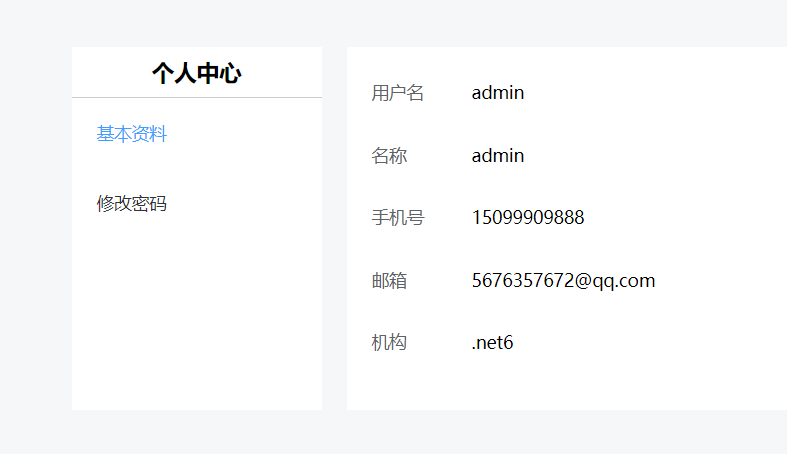 个人中心
基本资料
修改密码
用户名 admin
名称 admin
手机号 15099909888
邮箱 5676357672@qq.com
机构 .net6